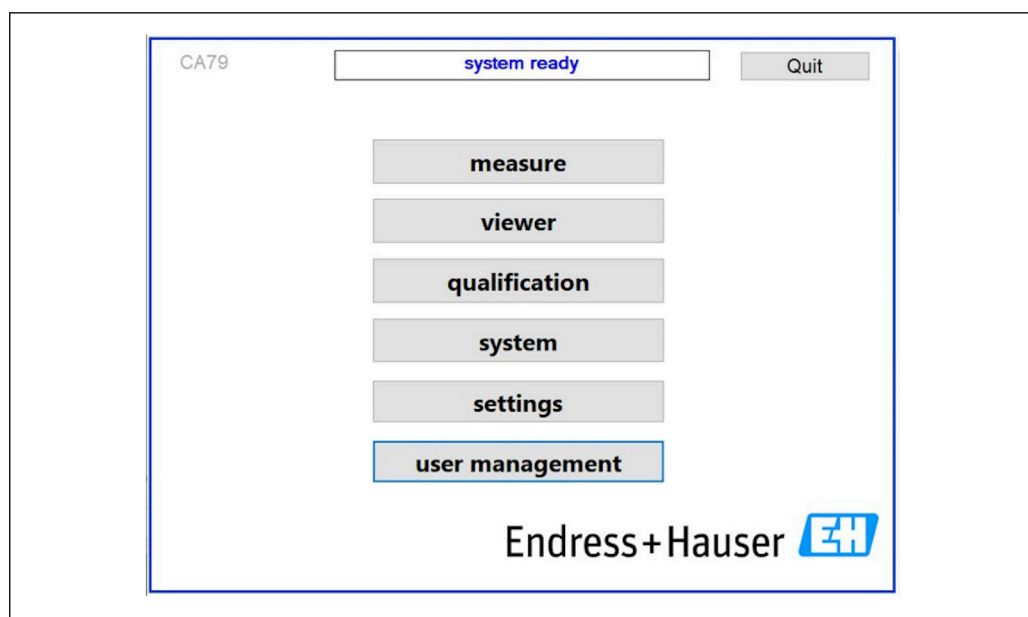 CA79
system ready
Quit
measure
viewer
qualification
system
settings
user management
Endress+Hauser EH